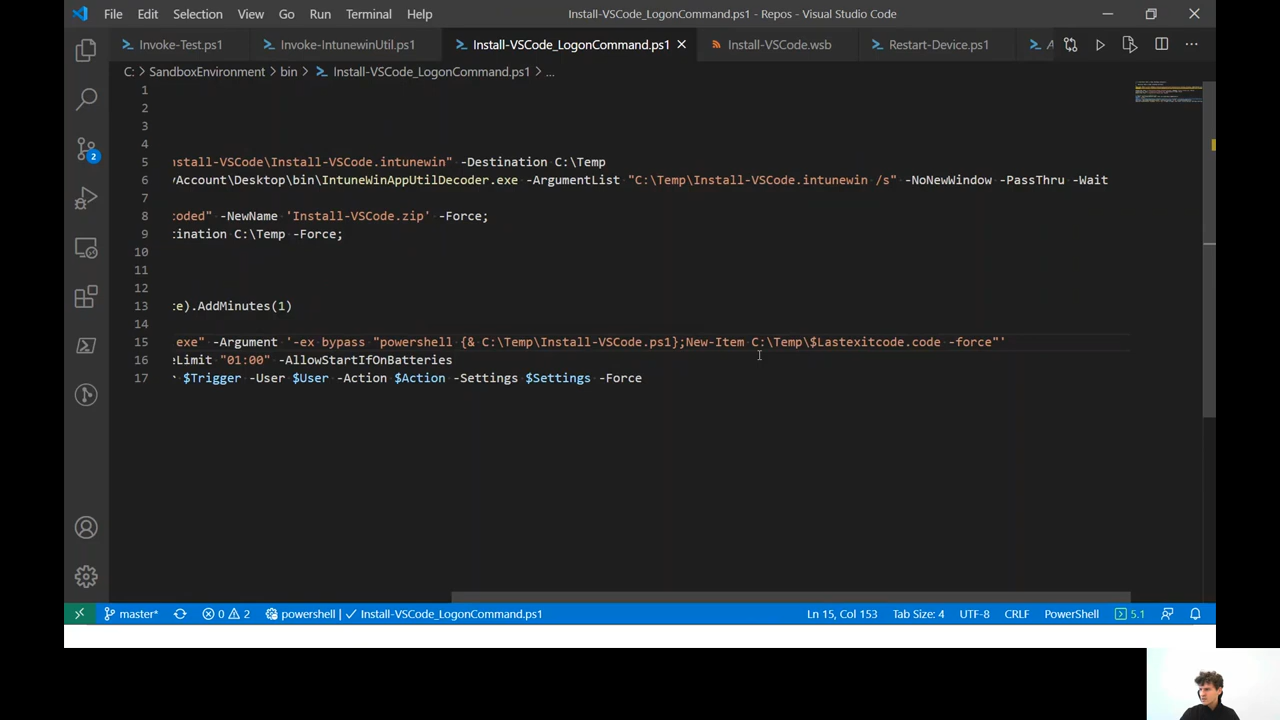 File Edit Selection View Go Run Terminal Help Install-VSCode_LogonCommand.ps1 - Repos - Visual Studio Code
Invoke-Test.ps1 Invoke-IntunewinUtil.ps1 Install-VSCode_LogonCommand.ps1 Install-VSCode.wsb Restart-Device.ps1 A
C: > SandboxEnvironment > bin > Install-VSCode_LogonCommand.ps1 > ...
1
2
3
4
5 nstall-VSCode\Install-VSCode.intunewin" -Destination C:\Temp
6 yAccount\Desktop\bin\IntuneWinAppUtilDecoder.exe -ArgumentList "C:\Temp\Install-VSCode.intunewin /s" -NoNewWindow -PassThru -Wait
7
8 coded" -NewName 'Install-VSCode.zip' -Force;
9 tination C:\Temp -Force;
10
11
12
13 te).AddMinutes(1)
14
15 exe" -Argument '-ex bypass "powershell {& C:\Temp\Install-VSCode.ps1};New-Item C:\Temp\$Lastexitcode.code -force"'
16 eLimit "01:00" -AllowStartIfOnBatteries
17 r $Trigger -User $User -Action $Action -Settings $Settings -Force
2
master* 0 2 powershell | ✓ Install-VSCode_LogonCommand.ps1 Ln 15, Col 153 Tab Size: 4 UTF-8 CRLF PowerShell 5.1